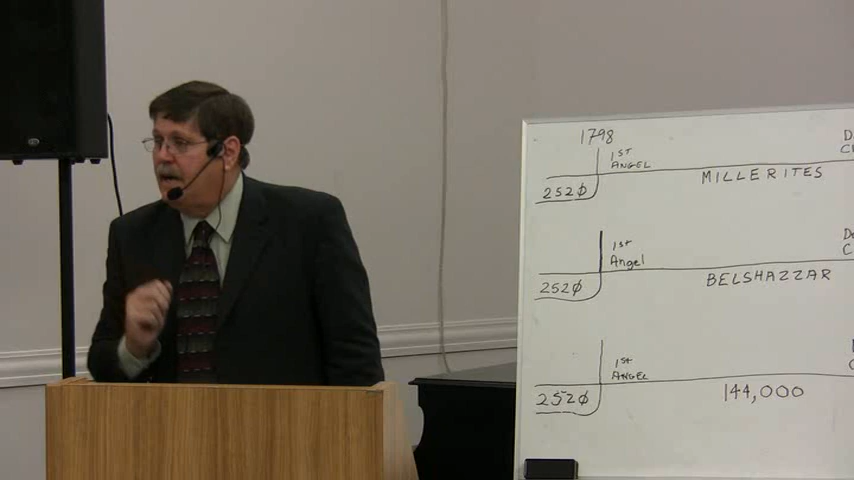 1798
1ST
ANGEL
MILLERITES
2520
1st
Angel
BELSHAZZAR
2520
1st
ANGEL
144,000
2520